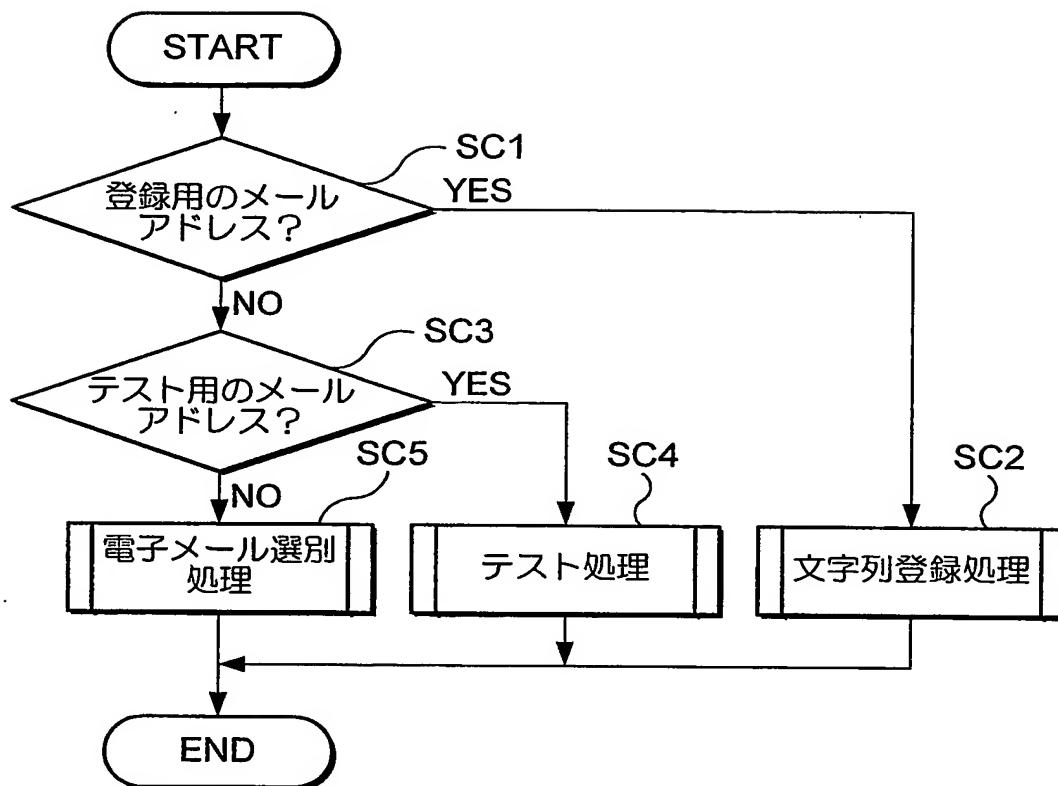 START
SC1
登録用のメール
アドレス?
YES
NO
SC3
テスト用のメール
アドレス?
YES
NO
SC5
SC4
SC2
電子メール選別
処理
テスト処理
文字列登録処理
END